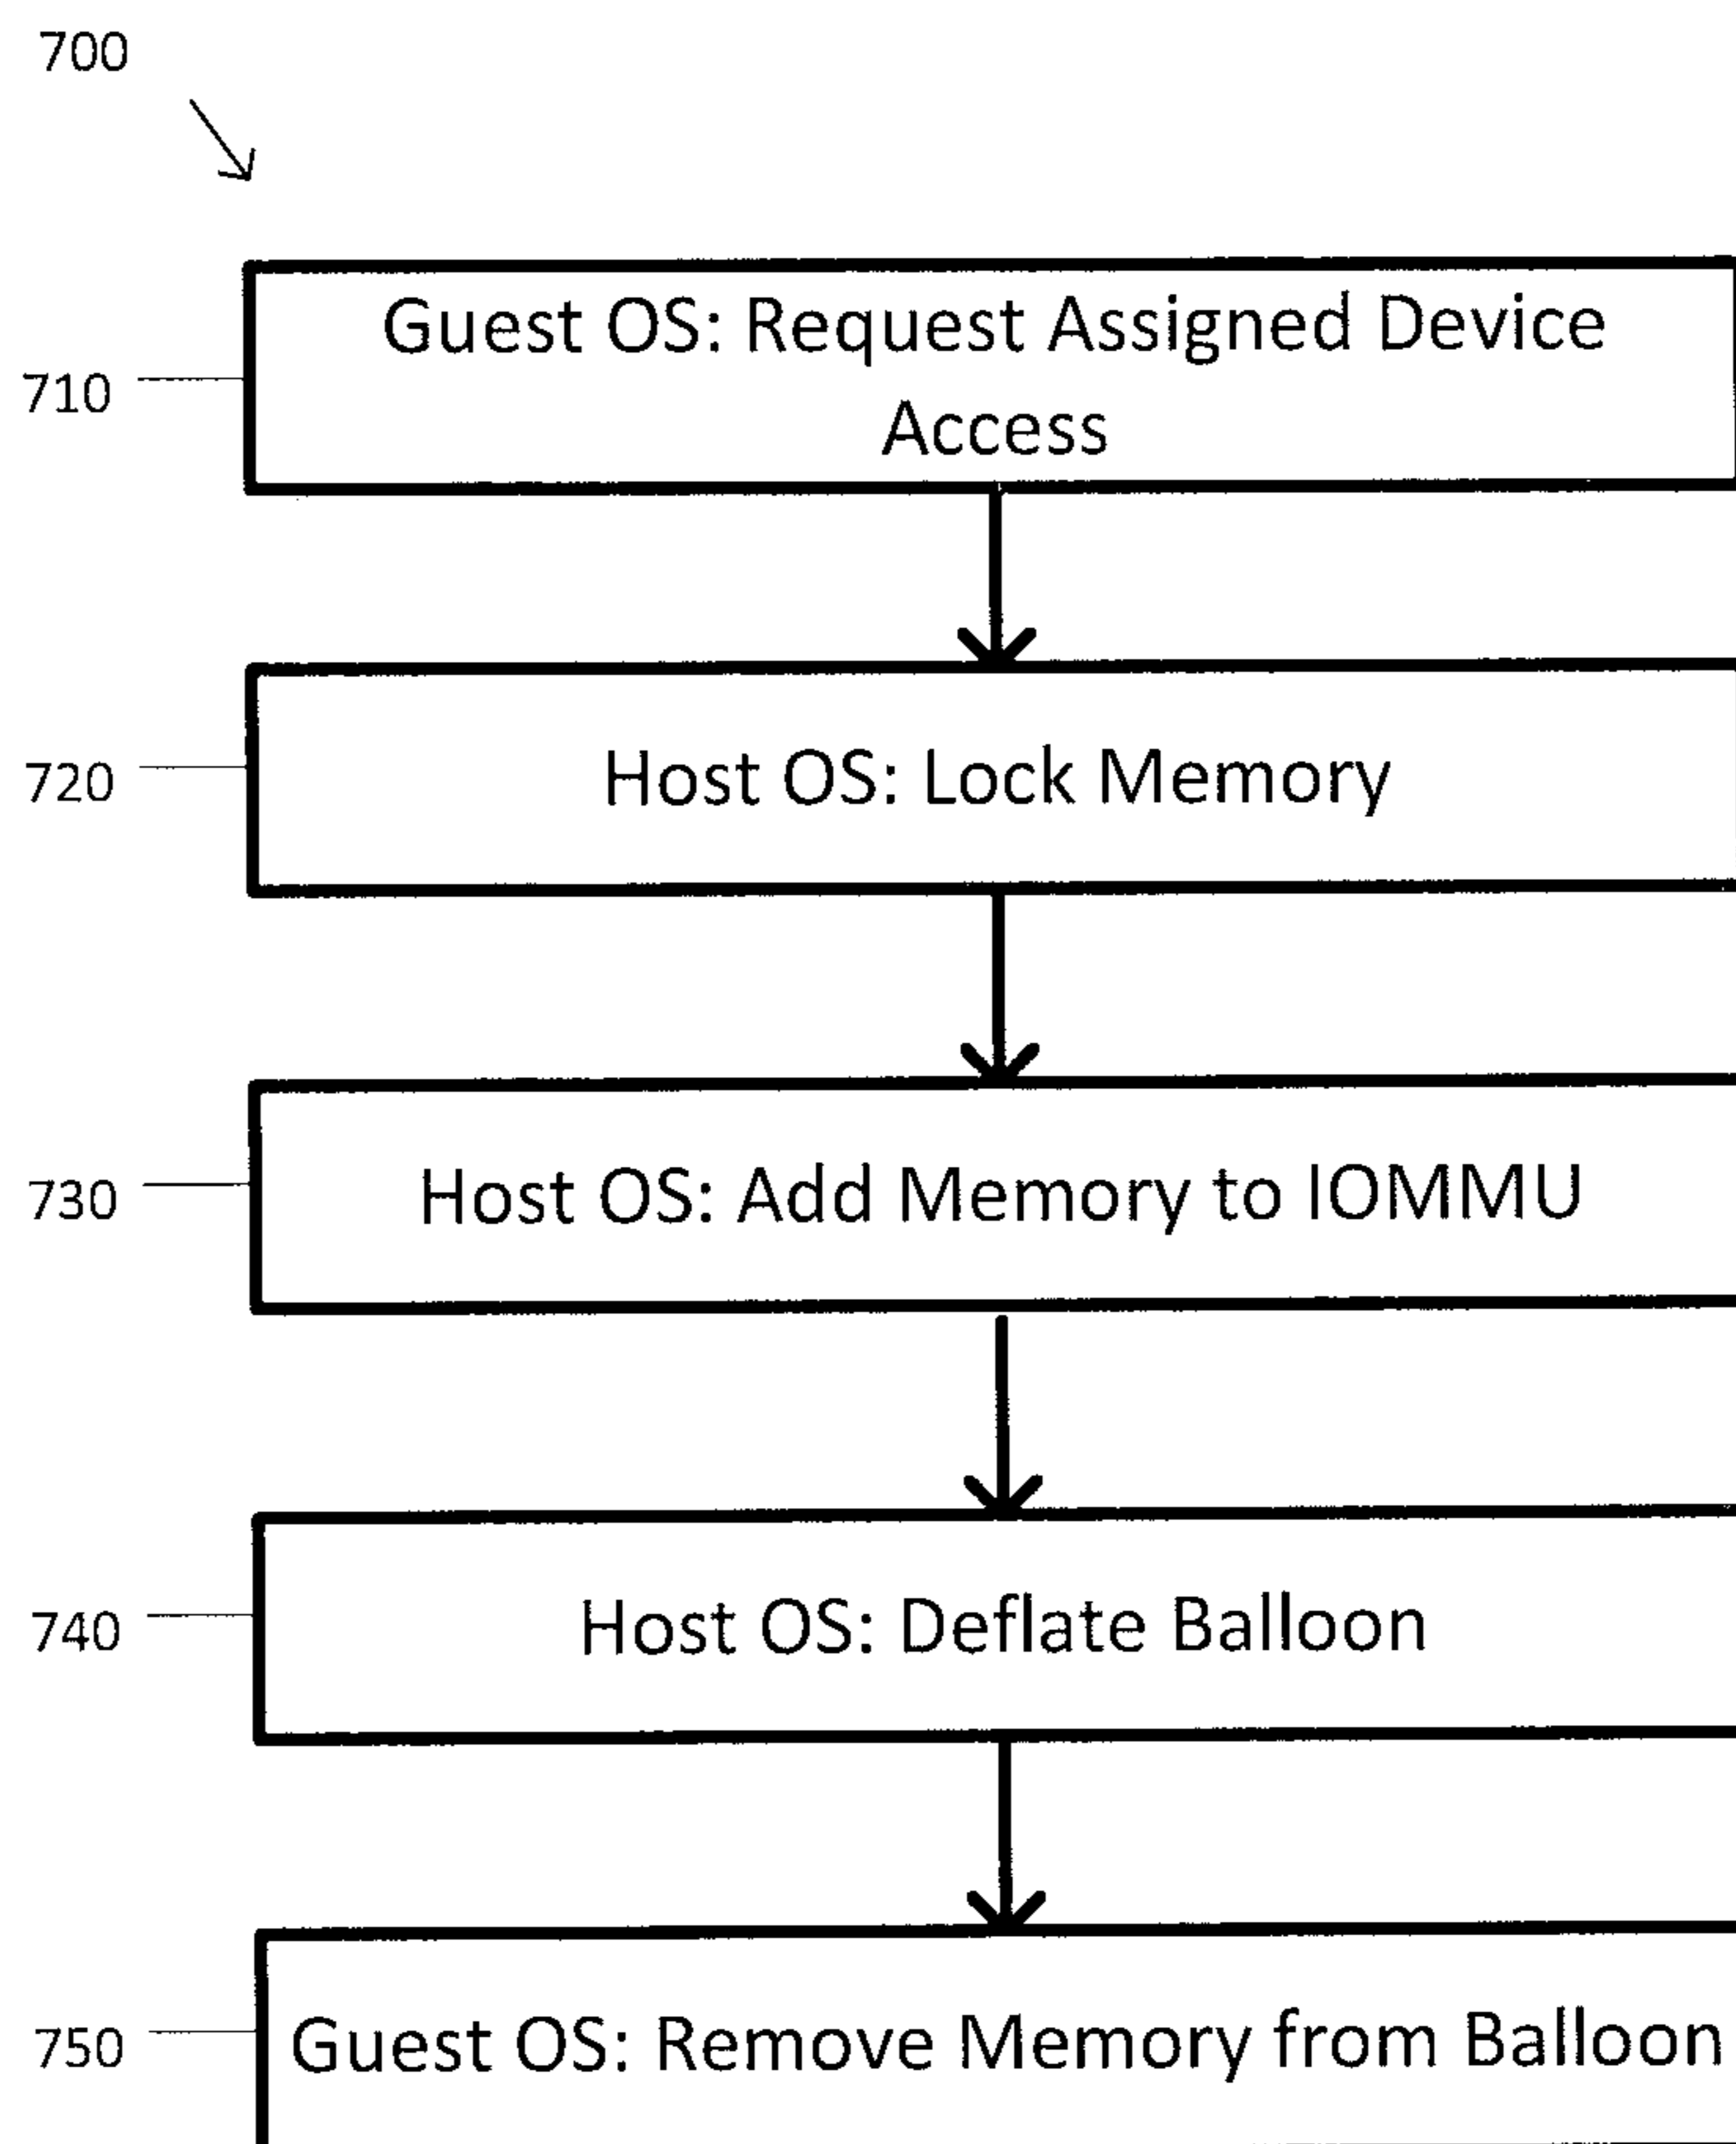 700
Guest OS: Request Assigned Device
Access
710
Host OS: Lock Memory
720
Host OS: Add Memory to IOMMU
730
Host OS: Deflate Balloon
740
Guest OS: Remove Memory from Balloon
750